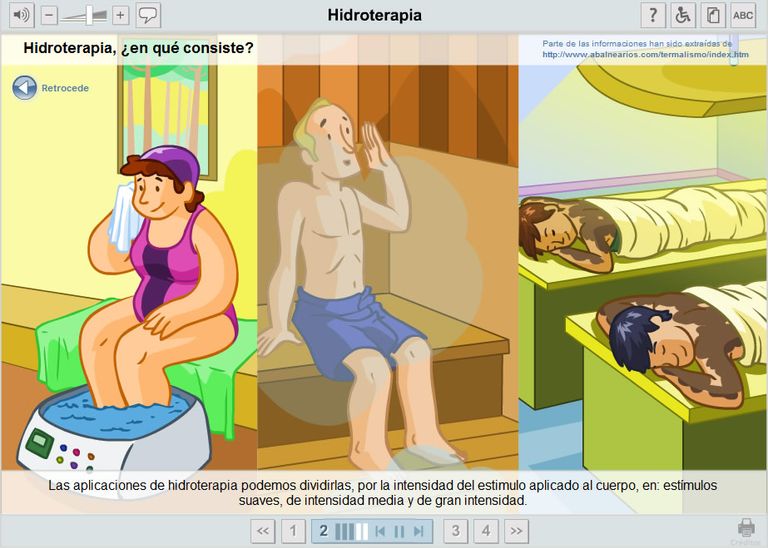 Hidroterapia
?
ABC
Hidroterapia, ¿en qué consiste?
Parte de las informaciones han sido extraídas de
http://www.abalnearios.com/termalismo/index.htm
Retrocede
Las aplicaciones de hidroterapia podemos dividirlas, por la intensidad del estimulo aplicado al cuerpo, en: estímulos
suaves, de intensidad media y de gran intensidad.
<< 1 2 3 4 >>
Créditos